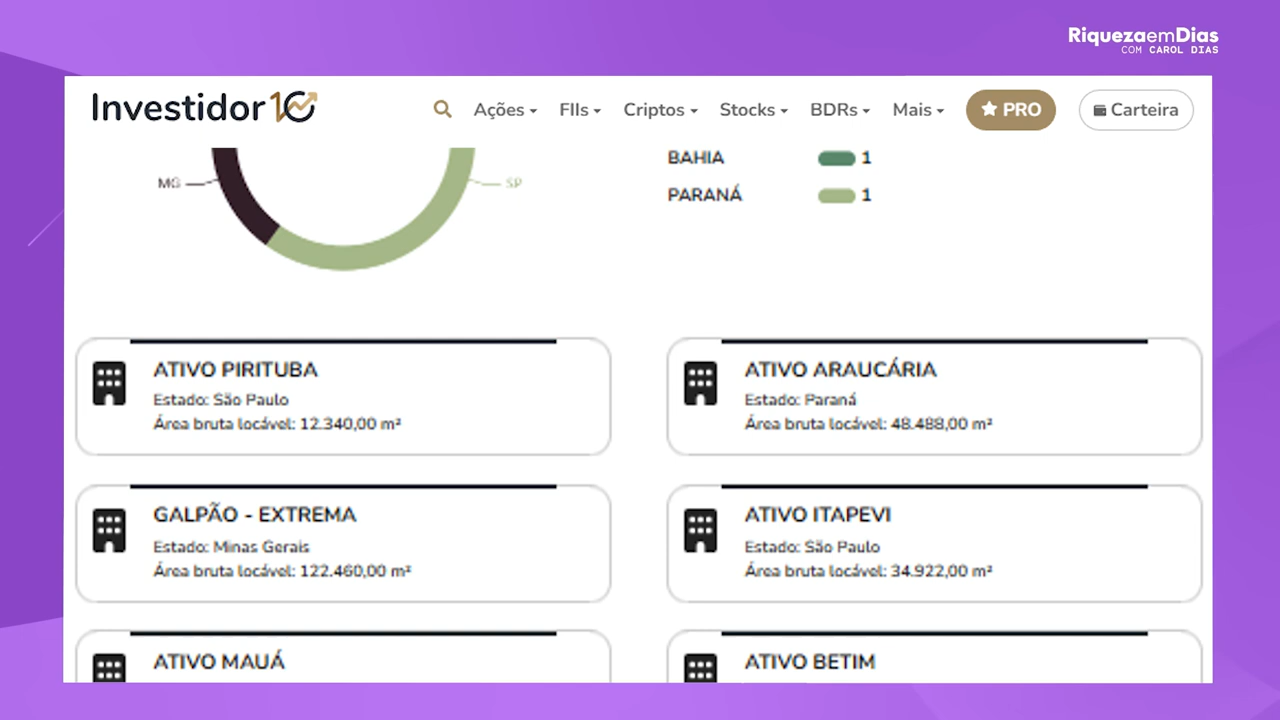 RiquezaemDias
COM CAROL DIAS
Investidor 10
Ações
FIIs
Criptos
Stocks
BDRs
Mais
PRO
Carteira
MG
SP
BAHIA 1
PARANÁ 1
ATIVO PIRITUBA
Estado: São Paulo
Área bruta locável: 12.340,00 m²
ATIVO ARAUCÁRIA
Estado: Paraná
Área bruta locável: 48.488,00 m²
GALPÃO - EXTREMA
Estado: Minas Gerais
Área bruta locável: 122.460,00 m²
ATIVO ITAPEVI
Estado: São Paulo
Área bruta locável: 34.922,00 m²
ATIVO MAUÁ
ATIVO BETIM